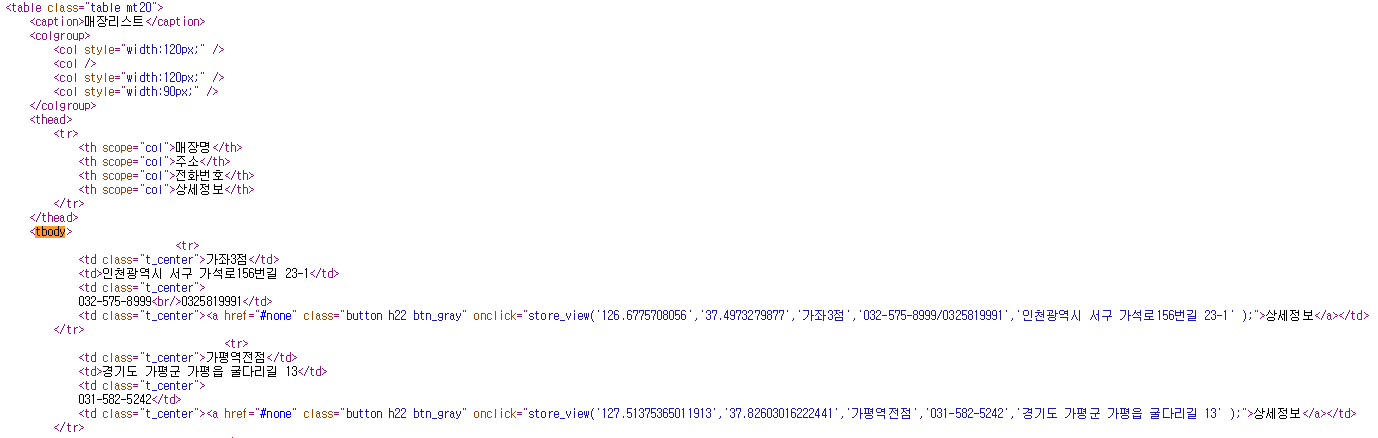 <table class="table mt20">
<caption>매장리스트</caption>
<colgroup>
<col style="width:120px;" />
<col />
<col style="width:120px;" />
<col style="width:90px;" />
</colgroup>
<thead>
<tr>
<th scope="col">매장명</th>
<th scope="col">주소</th>
<th scope="col">전화번호</th>
<th scope="col">상세정보</th>
</tr>
</thead>
<tbody>
<tr>
<td class="t_center">가좌3점</td>
<td>인천광역시 서구 가석로156번길 23-1</td>
<td class="t_center">
032-575-8999<br/>0325819991</td>
<td class="t_center"><a href="#none" class="button h22 btn_gray" onclick="store_view('126.6775708056','37.4973279877','가좌3점','032-575-8999/0325819991','인천광역시 서구 가석로156번길 23-1' );">상세정보</a></td>
</tr>
<tr>
<td class="t_center">가평역전점</td>
<td>경기도 가평군 가평읍 굴다리길 13</td>
<td class="t_center">
031-582-5242</td>
<td class="t_center"><a href="#none" class="button h22 btn_gray" onclick="store_view('127.51375365011913','37.82603016222441','가평역전점','031-582-5242','경기도 가평군 가평읍 굴다리길 13' );">상세정보</a></td>
</tr>